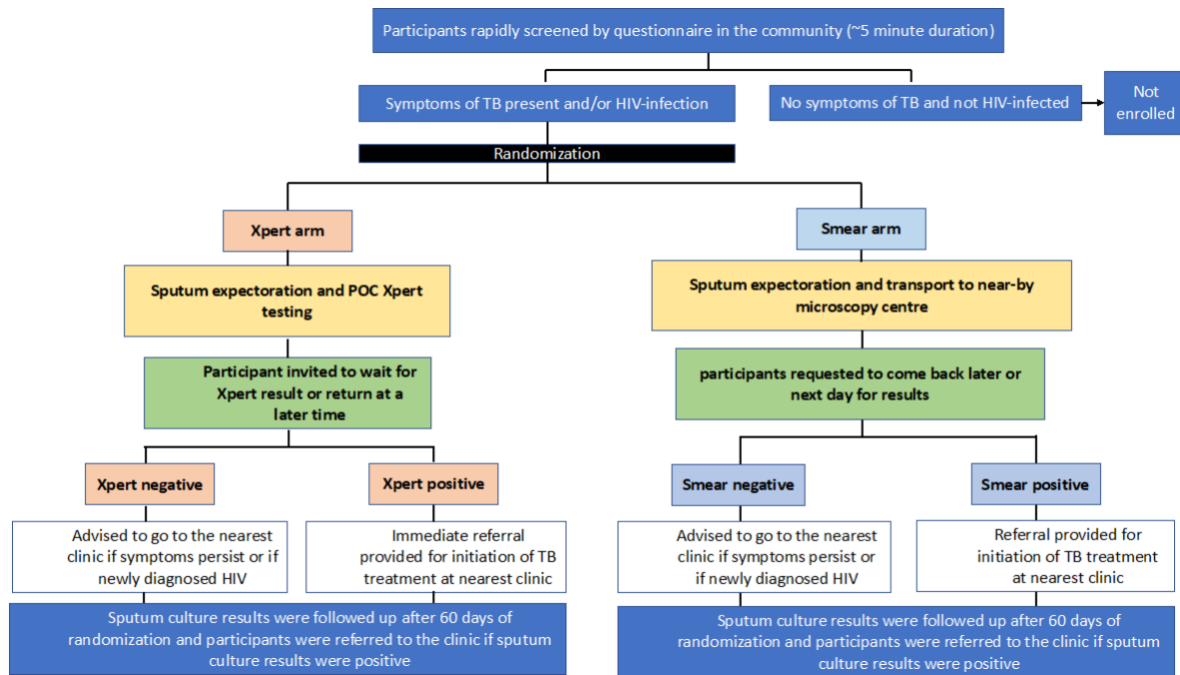 Participants rapidly screened by questionnaire in the community (~5 minute duration)
Symptoms of TB present and/or HIV-infection
No symptoms of TB and not HIV-infected
Not
enrolled
Randomization
Xpert arm
Smear arm
Sputum expectoration and POC Xpert
testing
Sputum expectoration and transport to near-by
microscopy centre
Participant invited to wait for
Xpert result or return at a
later time
participants requested to come back later or
next day for results
Xpert negative
Xpert positive
Smear negative
Smear positive
Advised to go to the nearest
clinic if symptoms persist or if
newly diagnosed HIV
Immediate referral
provided for initiation of TB
treatment at nearest clinic
Advised to go to the nearest
clinic if symptoms persist or
if newly diagnosed HIV
Referral provided for
initiation of TB treatment
at nearest clinic
Sputum culture results were followed up after 60 days of
randomization and participants were referred to the clinic if sputum
culture results were positive
Sputum culture results were followed up after 60 days of
randomization and participants were referred to the clinic if sputum
culture results were positive